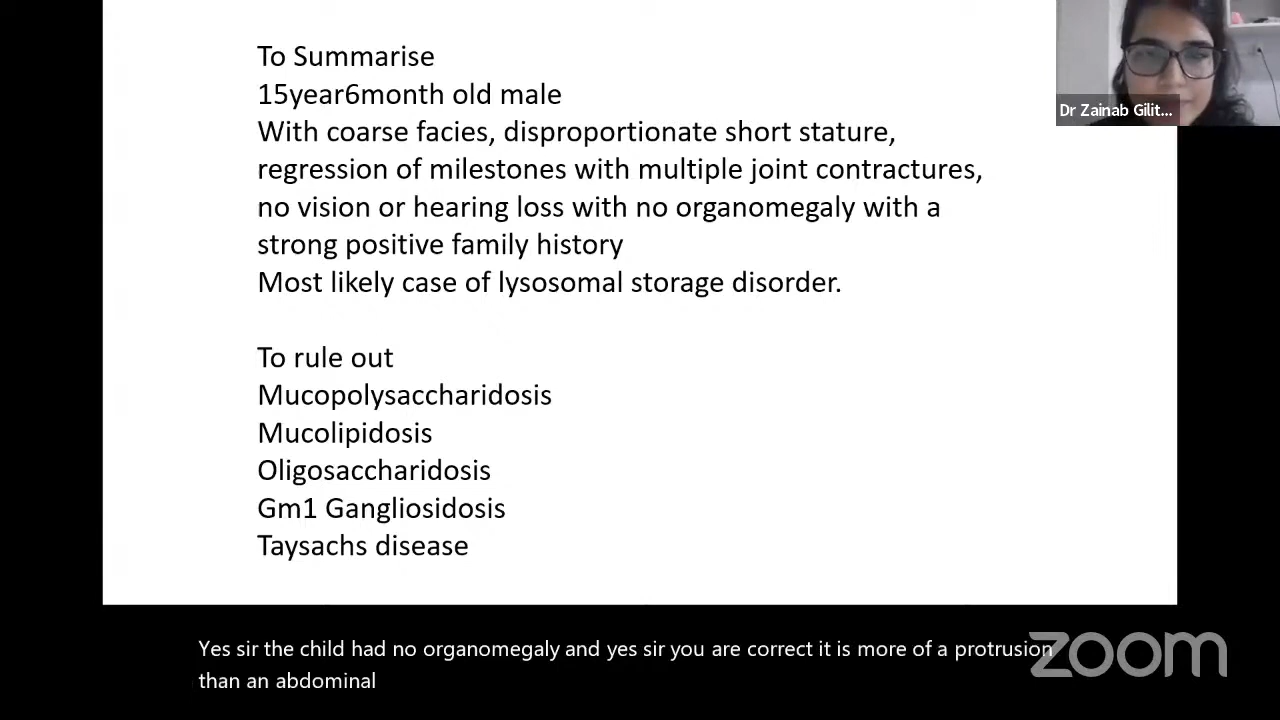 To Summarise
15year6month old male
With coarse facies, disproportionate short stature,
regression of milestones with multiple joint contractures,
no vision or hearing loss with no organomegaly with a
strong positive family history
Most likely case of lysosomal storage disorder.
To rule out
Mucopolysaccharidosis
Mucolipidosis
Oligosaccharidosis
Gm1 Gangliosidosis
Taysachs disease
Dr Zainab Gilit...
Yes sir the child had no organomegaly and yes sir you are correct it is more of a protrusion
than an abdominal
zoom